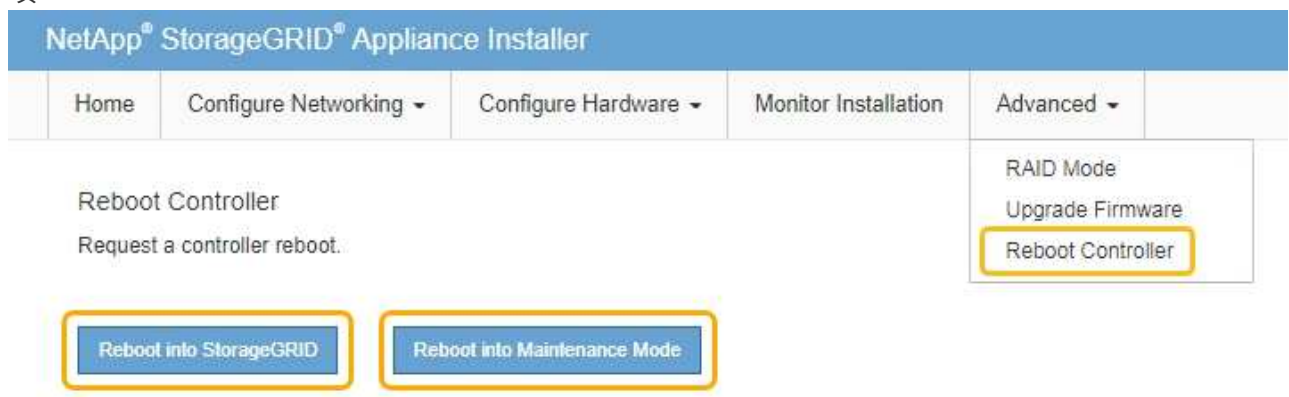 NetApp® StorageGRID® Appliance Installer
Home Configure Networking Configure Hardware Monitor Installation Advanced
RAID Mode
Upgrade Firmware
Reboot Controller
Reboot Controller
Request a controller reboot.
Reboot into StorageGRID Reboot into Maintenance Mode